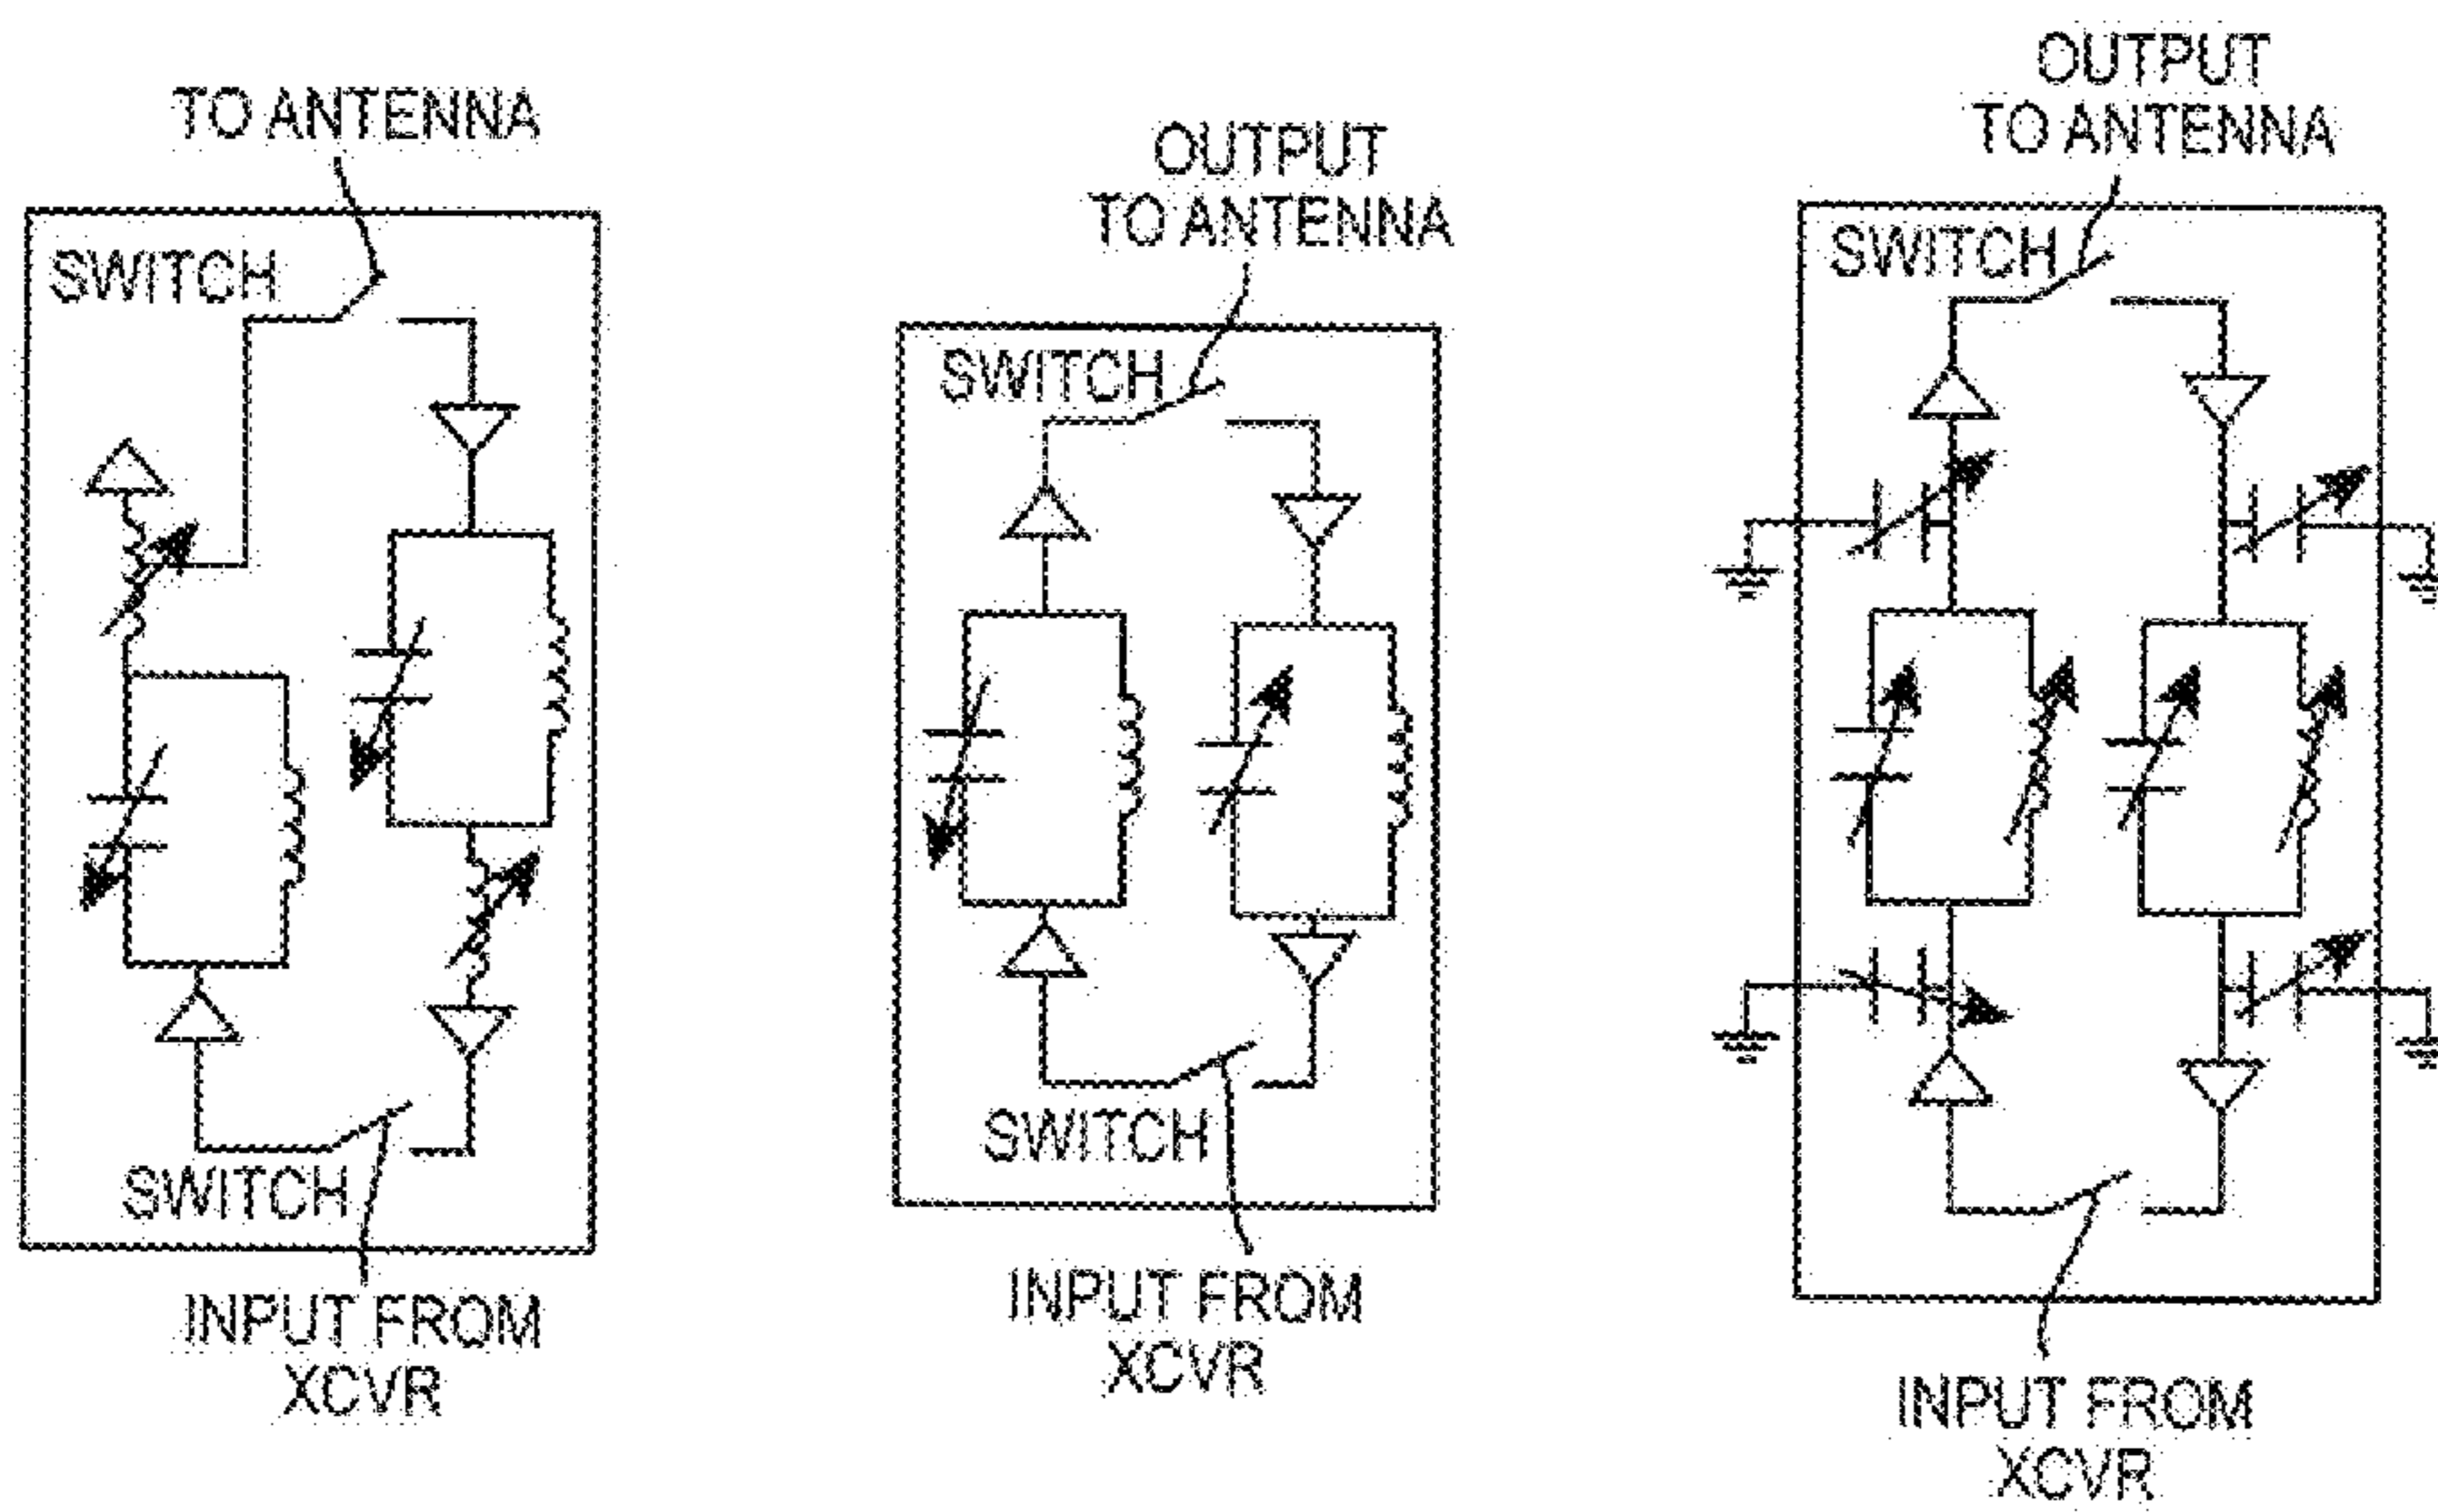 TO ANTENNA
SWITCH
SWITCH
INPUT FROM
XCVR
OUTPUT
TO ANTENNA
SWITCH
SWITCH
INPUT FROM
XCVR
OUTPUT
TO ANTENNA
SWITCH
INPUT FROM
XCVR